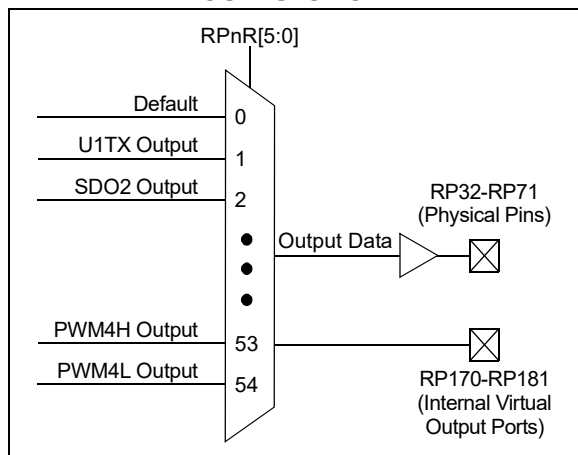 RPnR[5:0]
Default
0
U1TX Output
1
SDO2 Output
2
Output Data
RP32-RP71
(Physical Pins)
PWM4H Output
53
PWM4L Output
54
RP170-RP181
(Internal Virtual
Output Ports)